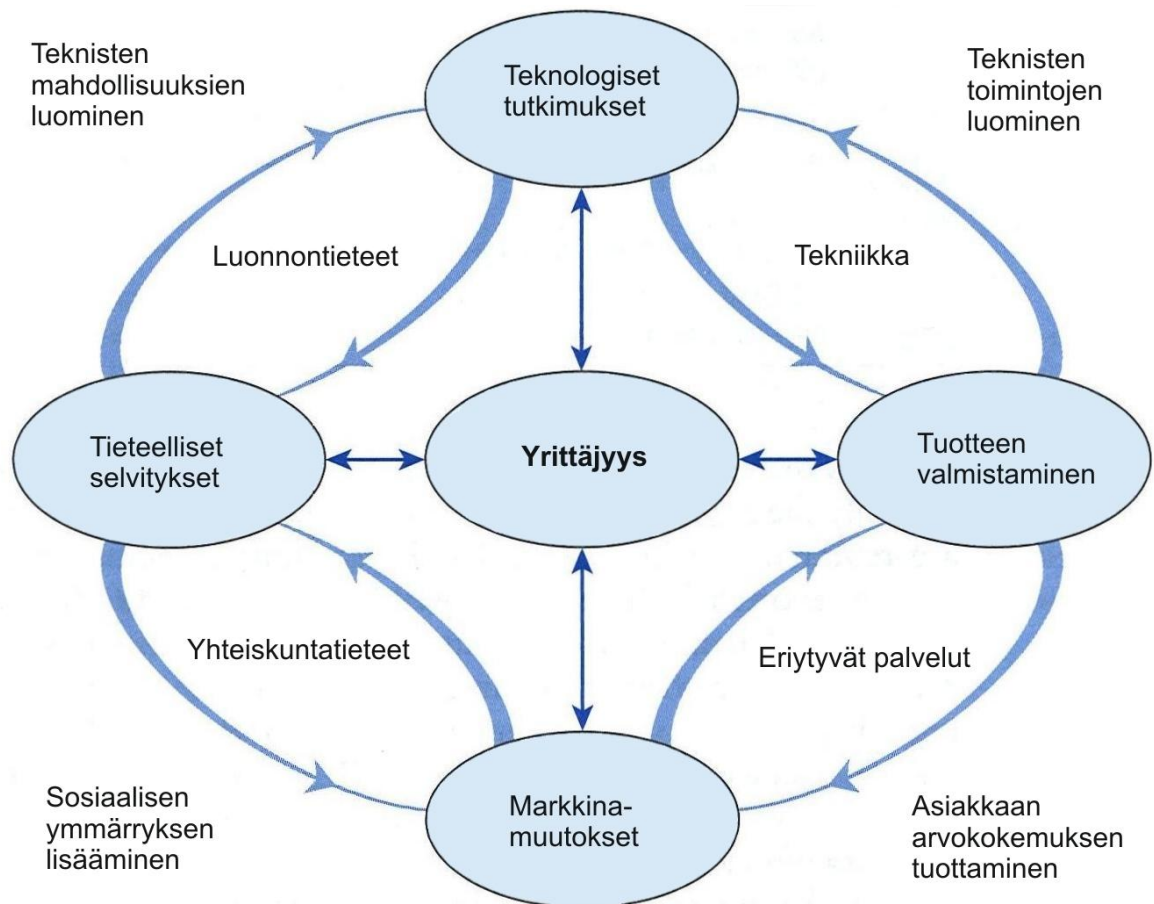 Teknisten
mahdollisuuksien
luominen
Teknologiset
tutkimukset
Teknisten
toimintojen
luominen
Luonnontieteet
Tekniikka
Tieteelliset
selvitykset
Yrittäjyys
Tuotteen
valmistaminen
Yhteiskuntatieteet
Eriytyvät palvelut
Sosiaalisen
ymmärryksen
lisääminen
Markkina-
muutokset
Asiakkaan
arvokokemuksen
tuottaminen